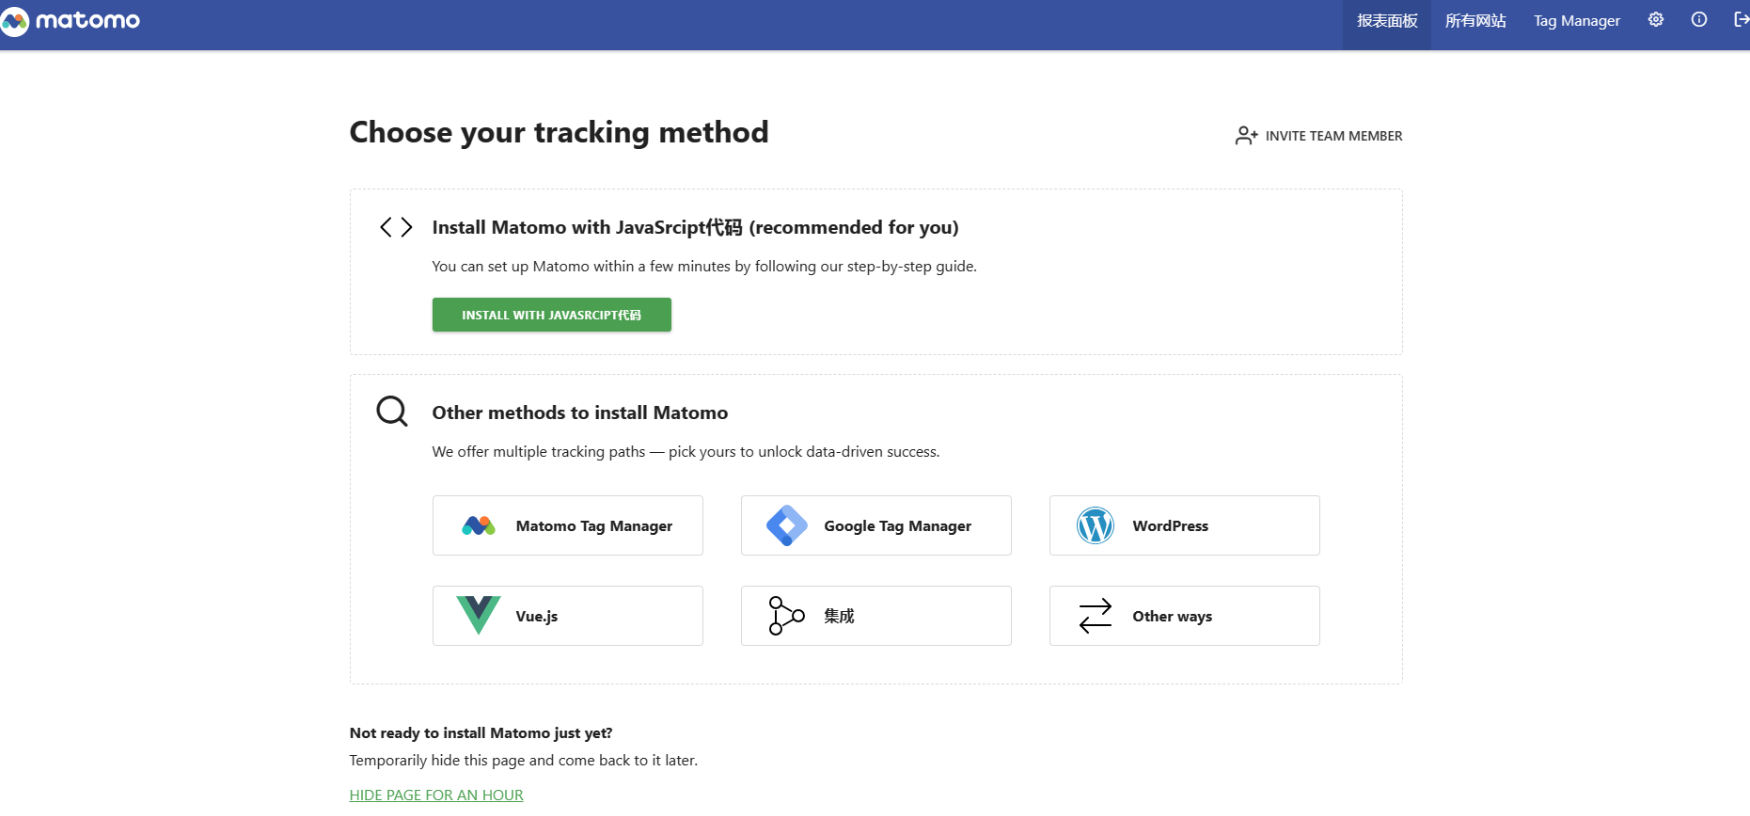 matomo
报表面板 所有网站 Tag Manager
Choose your tracking method
INVITE TEAM MEMBER
Install Matomo with JavaSrcipt代码 (recommended for you)
You can set up Matomo within a few minutes by following our step-by-step guide.
INSTALL WITH JAVASRCIPT代码
Other methods to install Matomo
We offer multiple tracking paths — pick yours to unlock data-driven success.
Matomo Tag Manager
Google Tag Manager
WordPress
Vue.js
集成
Other ways
Not ready to install Matomo just yet?
Temporarily hide this page and come back to it later.
HIDE PAGE FOR AN HOUR